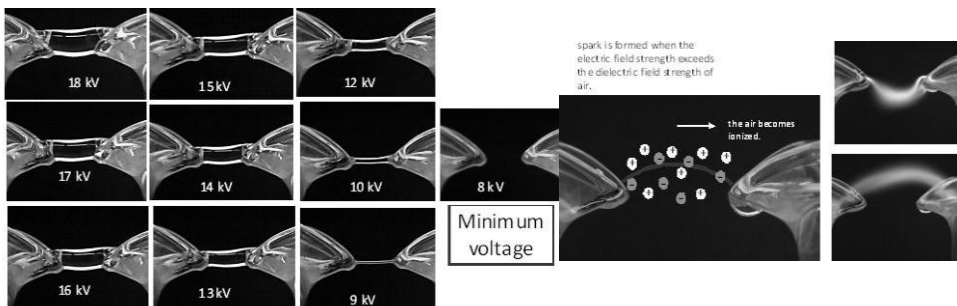 18 kV
15 kV
12 kV
17 kV
14 kV
10 kV
8 kV
16 kV
13 kV
9 kV
Minimum
voltage
spark is formed when the
electric field strength exceeds
the dielectric field strength of
air.
the air becomes
ionized.